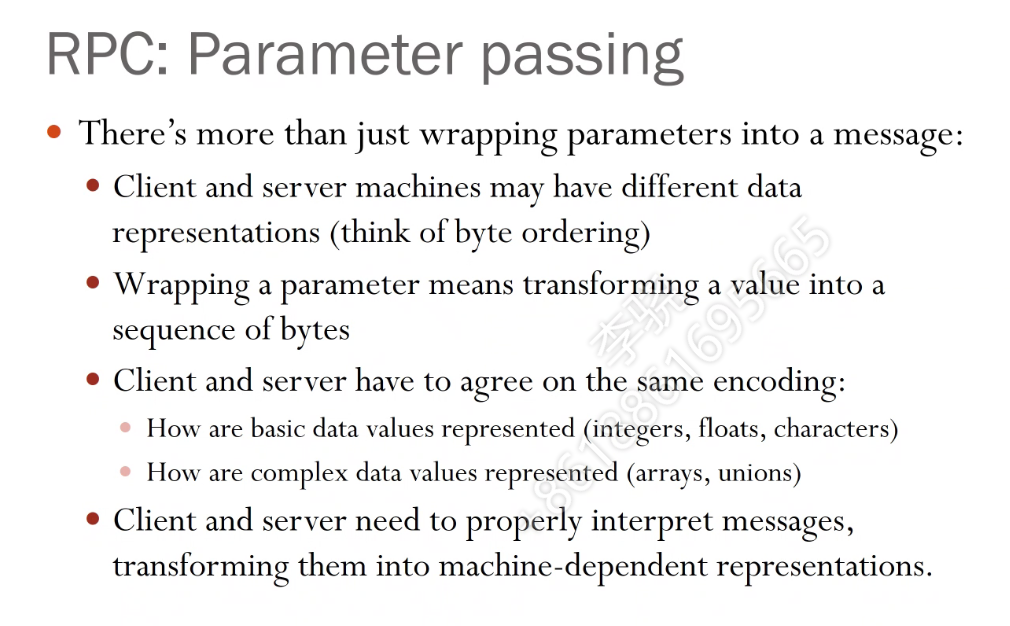 RPC: Parameter passing
There's more than just wrapping parameters into a message:
Client and server machines may have different data
representations (think of byte ordering)
Wrapping a parameter means transforming a value into a
sequence of bytes
Client and server have to agree on the same encoding:
How are basic data values represented (integers, floats, characters)
How are complex data values represented (arrays, unions)
Client and server need to properly interpret messages,
transforming them into machine-dependent representations.